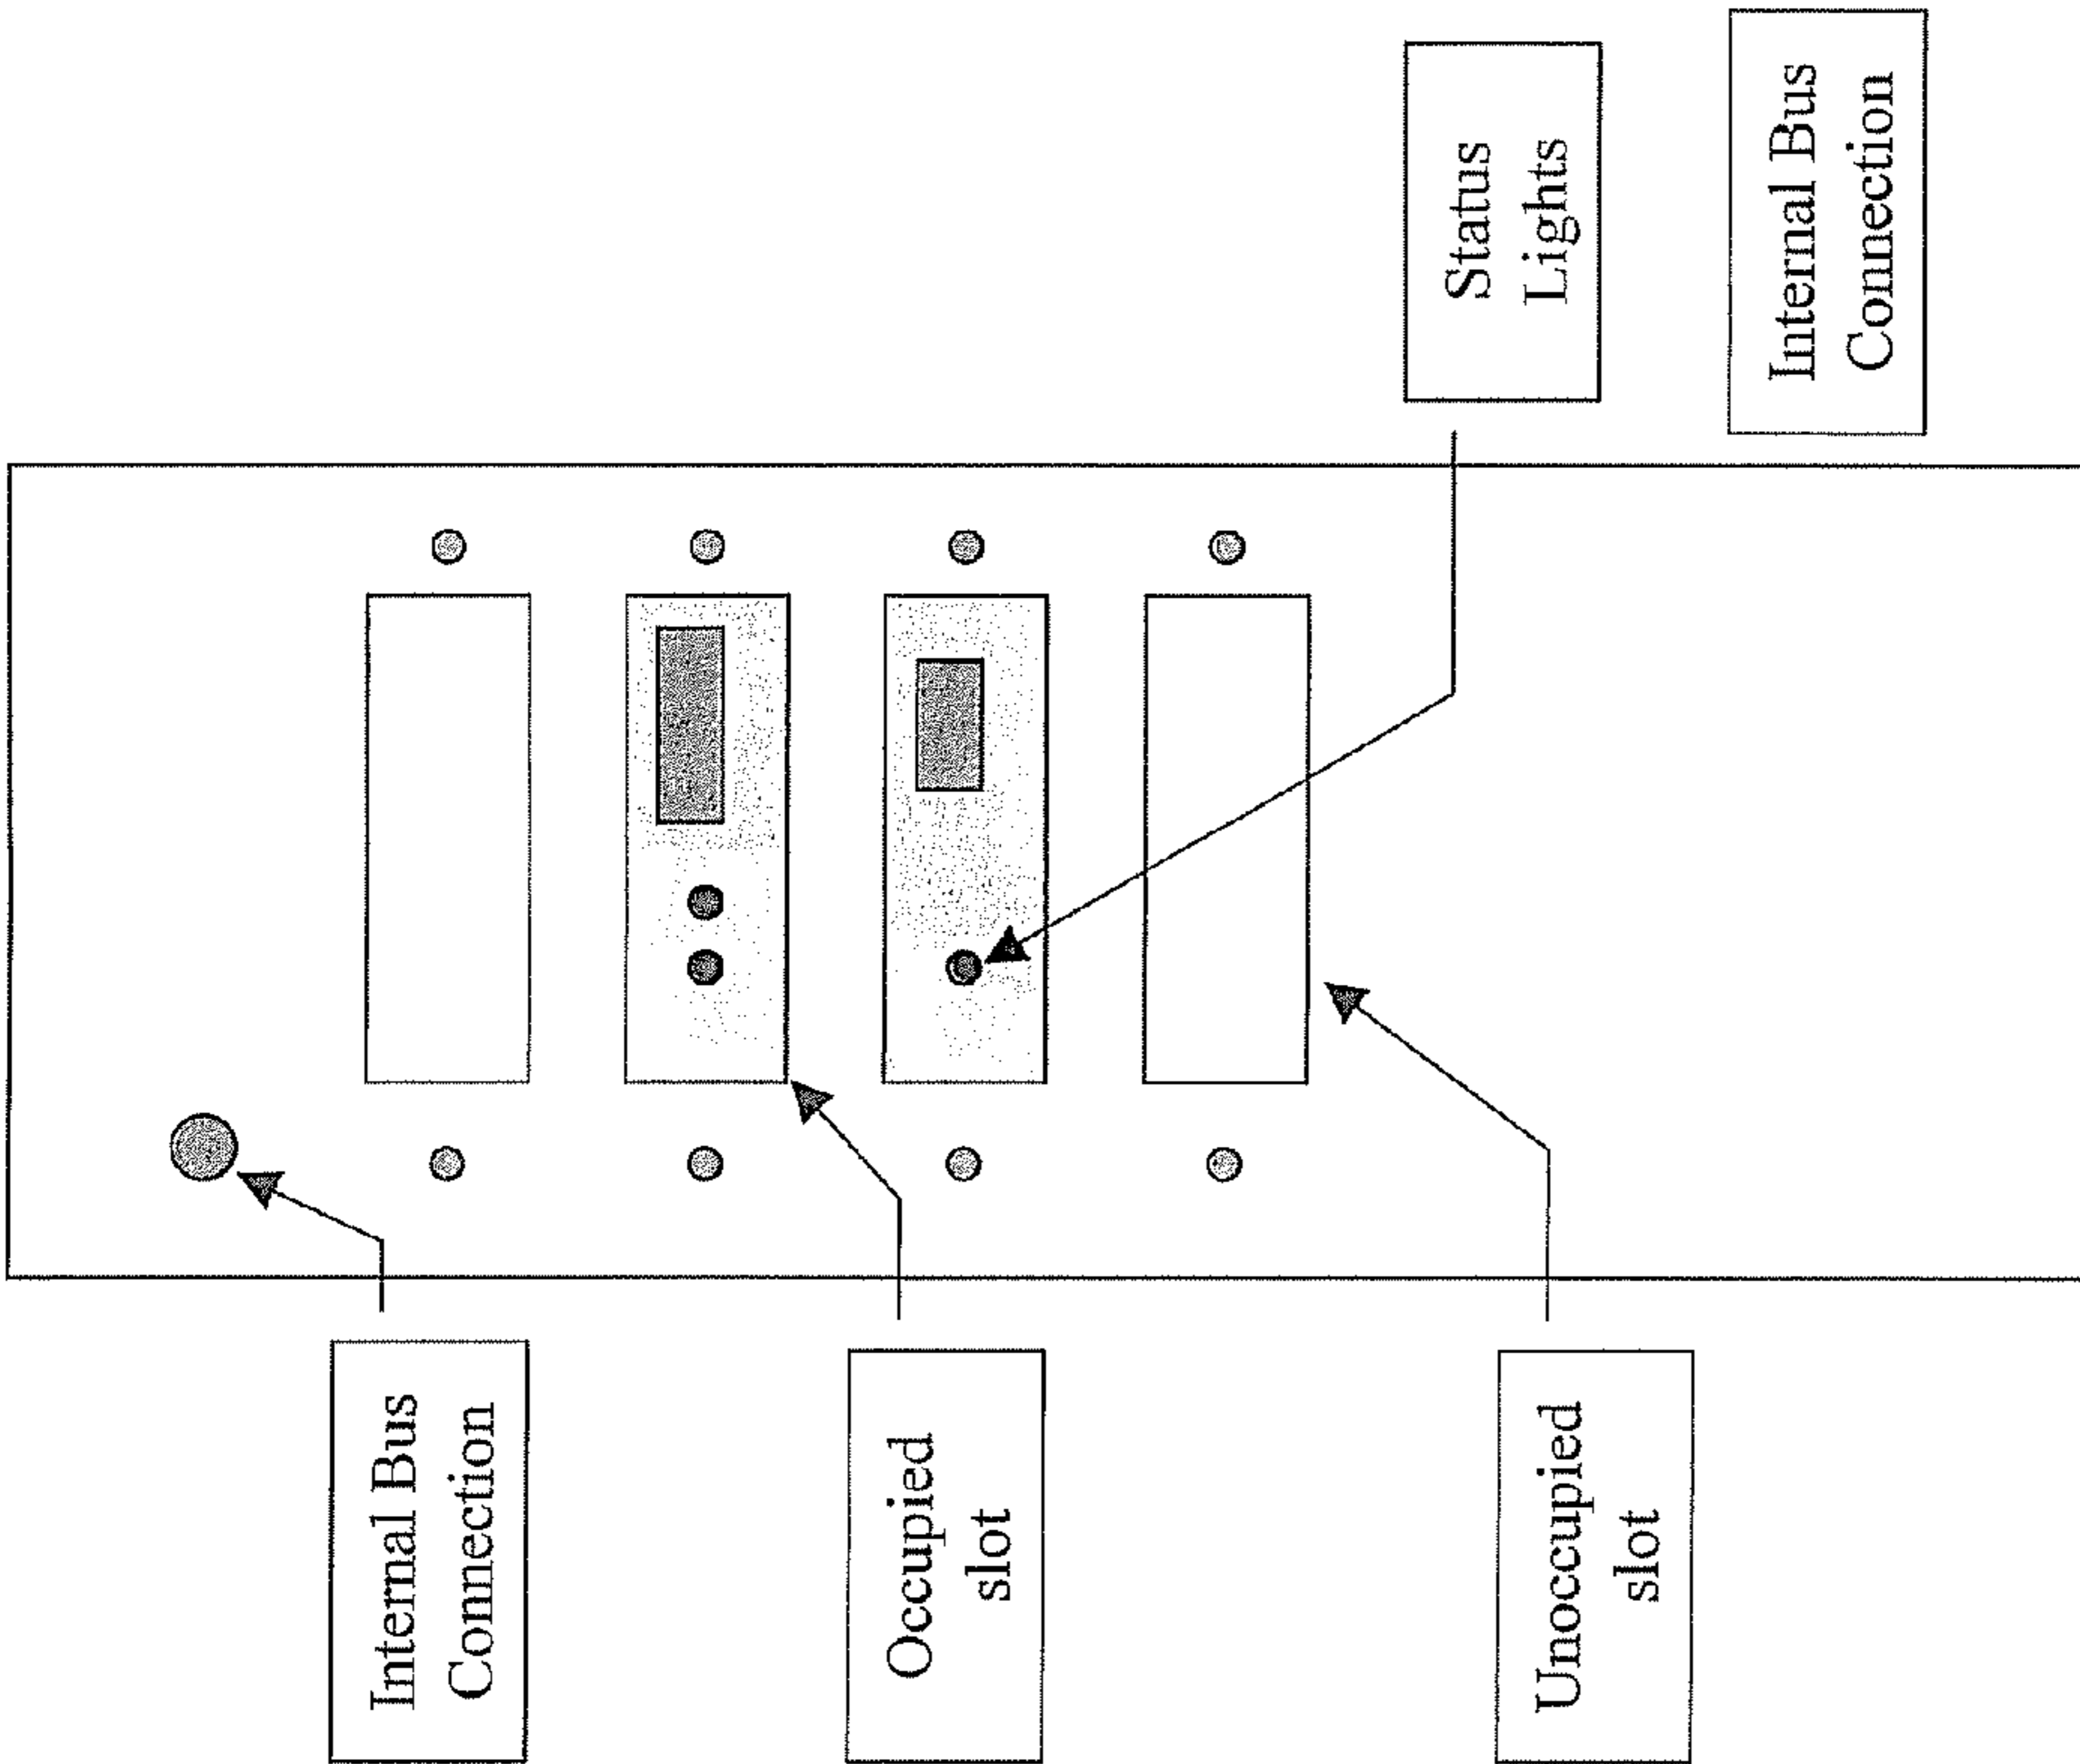 Internal Bus
Connection
Occupied
slot
Unoccupied
slot
Status
Lights
Internal Bus
Connection